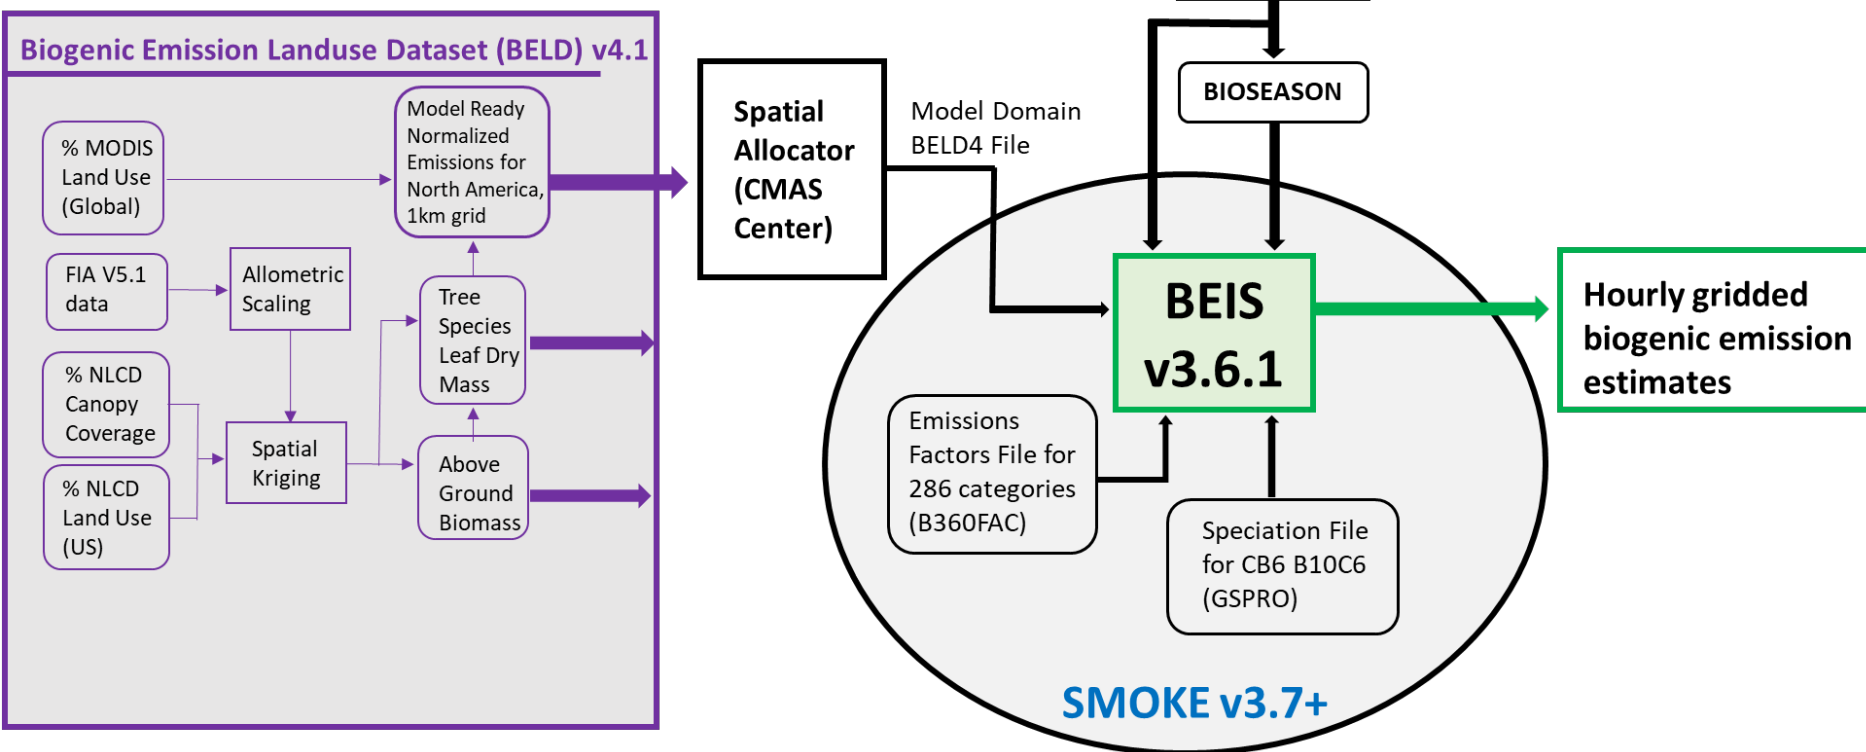 Biogenic Emission Landuse Dataset (BELD) v4.1
% MODIS
Land Use
(Global)
Model Ready
Normalized
Emissions for
North America,
1km grid
FIA V5.1
data
Allometric
Scaling
Tree
Species
Leaf Dry
Mass
% NLCD
Canopy
Coverage
Spatial
Kriging
Above
Ground
Biomass
% NLCD
Land Use
(US)
Spatial
Allocator
(CMAS
Center)
Model Domain
BELD4 File
BIOSEASON
BEIS
v3.6.1
Hourly gridded
biogenic emission
estimates
Emissions
Factors File for
286 categories
(B360FAC)
Speciation File
for CB6 B10C6
(GSPRO)
SMOKE v3.7+